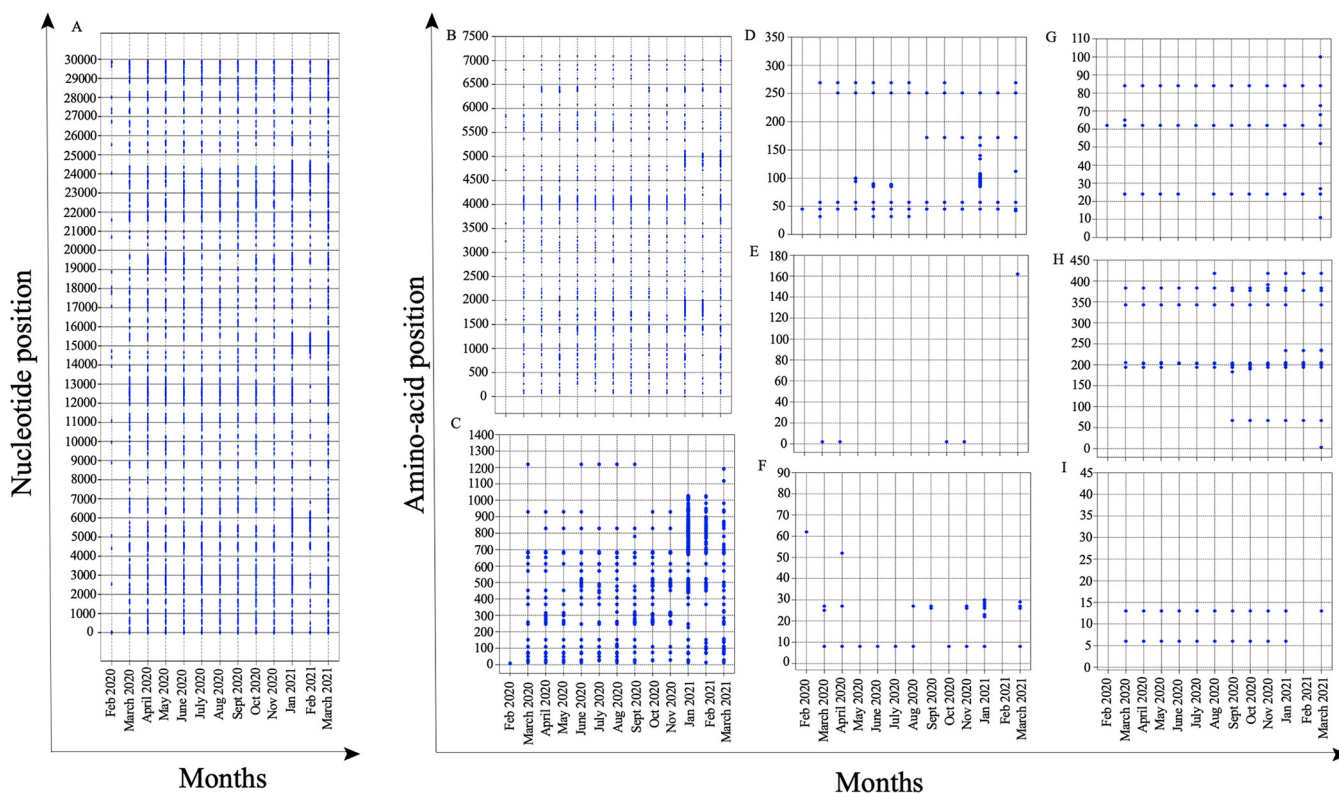 A
30000
29000
28000
27000
26000
25000
24000
23000
22000
21000
20000
19000
18000
17000
16000
15000
14000
13000
12000
11000
10000
9000
8000
7000
6000
5000
4000
3000
2000
1000
0
Feb 2020
March 2020
April 2020
May 2020
June 2020
July 2020
Aug 2020
Sept 2020
Oct 2020
Nov 2020
Jan 2021
Feb 2021
March 2021
Nucleotide position
Months
B
7500
7000
6500
6000
5500
5000
4500
4000
3500
3000
2500
2000
1500
1000
500
0
C
1400
1300
1200
1100
1000
900
800
700
600
500
400
300
200
100
0
Feb 2020
March 2020
April 2020
May 2020
June 2020
July 2020
Aug 2020
Sept 2020
Oct 2020
Nov 2020
Jan 2021
Feb 2021
March 2021
Amino-acid position
D
350
300
250
200
150
100
50
0
E
180
160
140
120
100
80
60
40
20
0
F
90
80
70
60
50
40
30
20
10
0
Feb 2020
March 2020
April 2020
May 2020
June 2020
July 2020
Aug 2020
Sept 2020
Oct 2020
Nov 2020
Jan 2021
Feb 2021
March 2021
G
110
100
90
80
70
60
50
40
30
20
10
0
H
450
400
350
300
250
200
150
100
50
0
I
45
40
35
30
25
20
15
10
5
0
Feb 2020
March 2020
April 2020
May 2020
June 2020
July 2020
Aug 2020
Sept 2020
Oct 2020
Nov 2020
Jan 2021
Feb 2021
March 2021
Months